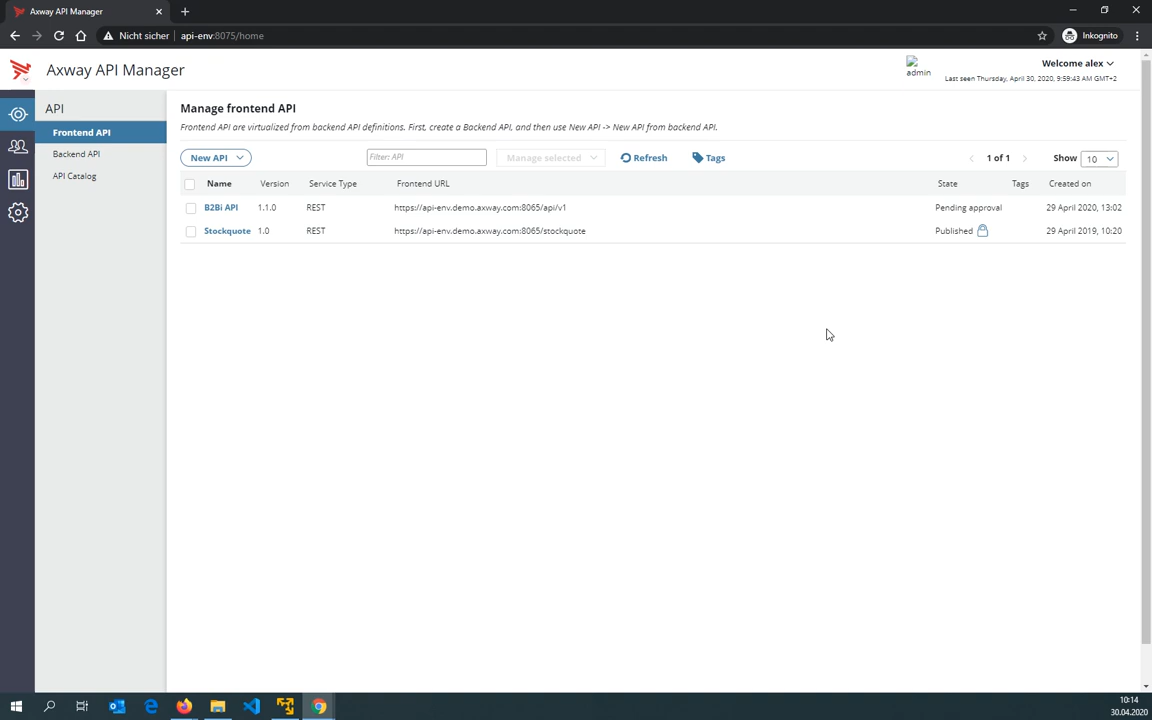 Axway API Manager
Nicht sicher
api-env:8075/home
Inkognito
Axway API Manager
admin
Welcome alex
Last seen Thursday, April 30, 2020, 9:59:43 AM GMT+2
API
Frontend API
Backend API
API Catalog
Manage frontend API
Frontend API are virtualized from backend API definitions. First, create a Backend API, and then use New API -> New API from backend API.
New API Filter: API Manage selected Refresh Tags 1 of 1 Show 10
Name Version Service Type Frontend URL State Tags Created on
B2Bi API 1.1.0 REST https://api-env.demo.axway.com:8065/api/v1 Pending approval 29 April 2020, 13:02
Stockquote 1.0 REST https://api-env.demo.axway.com:8065/stockquote Published 29 April 2019, 10:20
10:14
30.04.2020